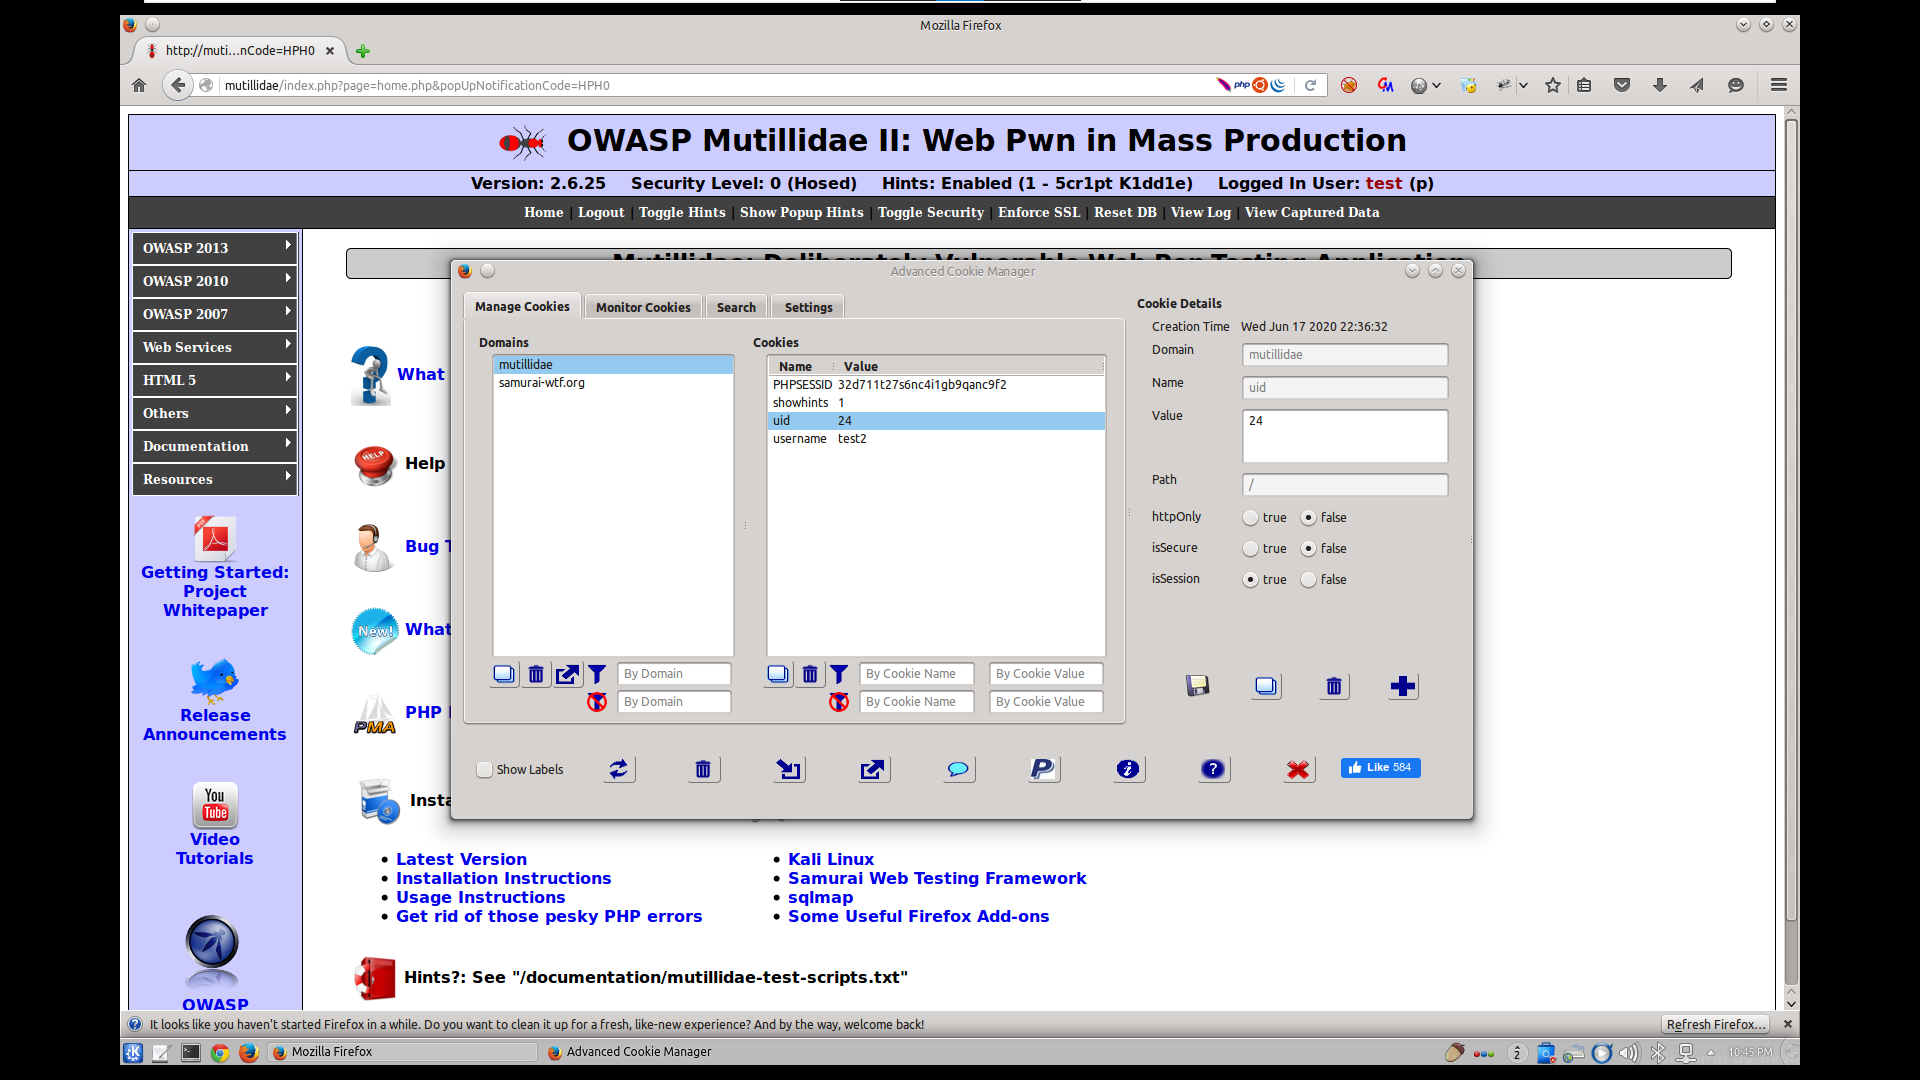 Mozilla Firefox
http://muti...nCode=HPH0
mutillidae/index.php?page=home.php&popUpNotificationCode=HPH0
php
OWASP Mutillidae II: Web Pwn in Mass Production
Version: 2.6.25 Security Level: 0 (Hosed) Hints: Enabled (1 - 5cr1pt K1dd1e) Logged In User: test (p)
Home | Logout | Toggle Hints | Show Popup Hints | Toggle Security | Enforce SSL | Reset DB | View Log | View Captured Data
OWASP 2013
OWASP 2010
OWASP 2007
Web Services
HTML 5
Others
Documentation
Resources
PDF
Getting Started:
Project
Whitepaper
Release
Announcements
You
Tube
Video
Tutorials
OWASP
Mutillidae: Deliberately Vulnerable Web Pen Testing Application
What
HELP
Help
Bug T
New!
What
PMA
PHP
Insta
Advanced Cookie Manager
Manage Cookies
Monitor Cookies
Search
Settings
Domains
mutillidae
samurai-wtf.org
By Domain
By Domain
Cookies
Name Value
PHPSESSID 32d711t27s6nc4i1gb9qanc9f2
showhints 1
uid 24
username test2
By Cookie Name By Cookie Value
By Cookie Name By Cookie Value
Cookie Details
Creation Time Wed Jun 17 2020 22:36:32
Domain mutillidae
Name uid
Value 24
Path /
httpOnly true false
isSecure true false
isSession true false
Show Labels
Like 584
Latest Version
Installation Instructions
Usage Instructions
Get rid of those pesky PHP errors
Kali Linux
Samurai Web Testing Framework
sqlmap
Some Useful Firefox Add-ons
Hints?: See "/documentation/mutillidae-test-scripts.txt"
It looks like you haven't started Firefox in a while. Do you want to clean it up for a fresh, like-new experience? And by the way, welcome back!
Refresh Firefox...
Mozilla Firefox
Advanced Cookie Manager
2
10:45 PM